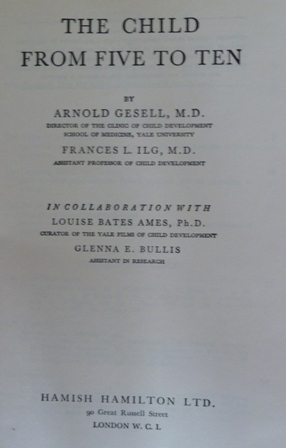 THE CHILD
FROM FIVE TO TEN
BY
ARNOLD GESELL, M.D.
DIRECTOR OF THE CLINIC OF CHILD DEVELOPMENT
SCHOOL OF MEDICINE, YALE UNIVERSITY
FRANCES L. ILG, M.D.
ASSISTANT PROFESSOR OF CHILD DEVELOPMENT
IN COLLABORATION WITH
LOUISE BATES AMES, Ph.D.
CURATOR OF THE YALE FILMS OF CHILD DEVELOPMENT
GLENNA E. BULLIS
ASSISTANT IN RESEARCH
HAMISH HAMILTON LTD.
90 Great Russell Street
LONDON W. C. I.